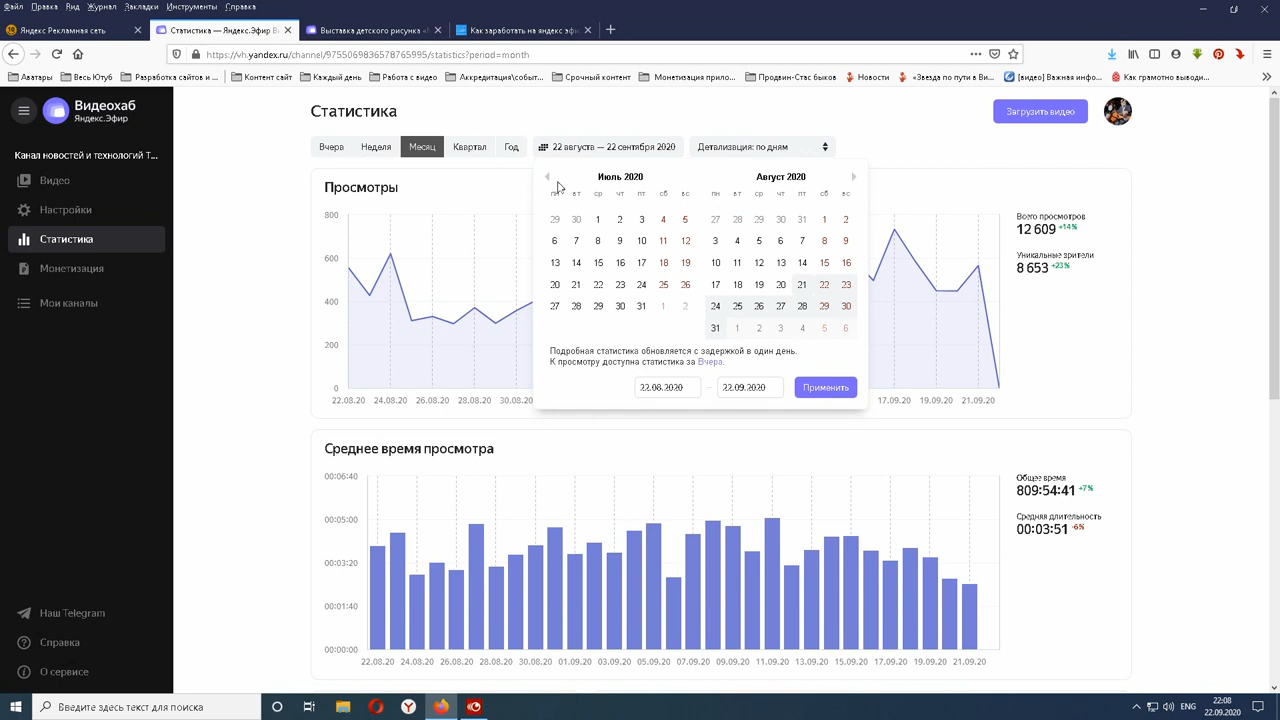 Файл Правка Вид Журнал Закладки Инструменты Справка
Яндекс Рекламная сеть
Статистика — Яндекс.Эфир В
Выставка детского рисунка «
Как заработать на яндекс эфи
https://vh.yandex.ru/channel/9755069836578765995/statistics?period=month
Аватары
Весь Ютуб
Разработка сайтов и ...
Контент сайт
Каждый день
Работа с видео
Аккредитация\событ...
Срочный контент
Монетизация прило...
Продвин-Стас быков
Новости
«Звезда по пути в Ви...
[видео] Важная инфо...
Как грамотно выводи...
Видеохаб
Яндекс.Эфир
Канал новостей и технологий Т...
Видео
Настройки
Статистика
Монетизация
Мои каналы
Наш Telegram
Справка
О сервисе
Статистика
Загрузить видео
Вчера Неделя Месяц Квартал Год
22 августа — 22 сентября 2020
Детализация: по дням
Просмотры
800
600
400
200
0
22.08.20 24.08.20 26.08.20 28.08.20 30.08.20
17.09.20 19.09.20 21.09.20
Июль 2020
пн вт ср чт пт сб вс
29 30 1 2 3 4 5
6 7 8 9 10 11 12
13 14 15 16 17 18 19
20 21 22 23 24 25 26
27 28 29 30 31 1 2
Август 2020
пн вт ср чт пт сб вс
27 28 29 30 31 1 2
3 4 5 6 7 8 9
10 11 12 13 14 15 16
17 18 19 20 21 22 23
24 25 26 27 28 29 30
31 1 2 3 4 5 6
Подробная статистика обновляется с задержкой в один день.
К просмотру доступна статистика за Вчера.
22.08.2020 – 22.09.2020 Применить
Всего просмотров
12 609 +14%
Уникальные зрители
8 653 +23%
Среднее время просмотра
00:06:40
00:05:00
00:03:20
00:01:40
00:00:00
22.08.20 24.08.20 26.08.20 28.08.20 30.08.20 01.09.20 03.09.20 05.09.20 07.09.20 09.09.20 11.09.20 13.09.20 15.09.20 17.09.20 19.09.20 21.09.20
Общее время
809:54:41 +7%
Средняя длительность
00:03:51 -6%
Введите здесь текст для поиска
ENG
22:08
22.09.2020